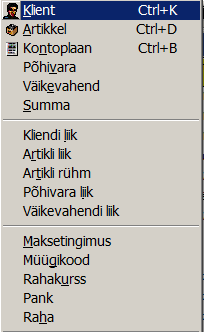 Klient Ctrl+K
Artikkel Ctrl+D
Kontoplaan Ctrl+B
Põhivara
Väikevahend
Summa
Kliendi liik
Artikli liik
Artikli rühm
Põhivara liik
Väikevahendi liik
Maksetingimus
Müügikood
Rahakurss
Pank
Raha